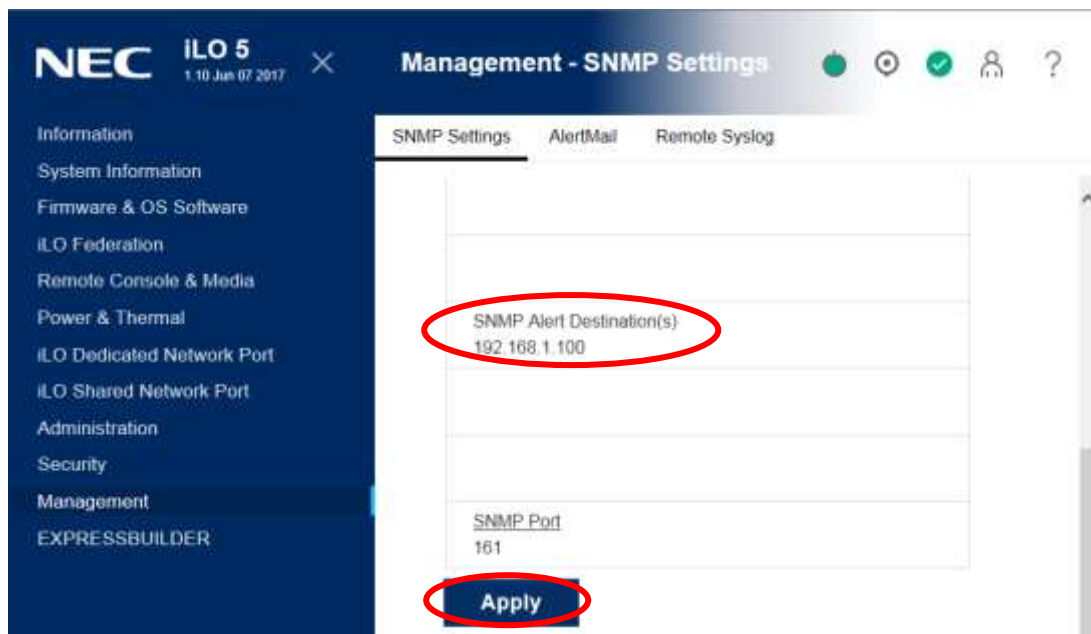 NEC iLO 5
1.10 Jun 07 2017
Management - SNMP Settings
?
Information
System Information
Firmware & OS Software
iLO Federation
Remote Console & Media
Power & Thermal
iLO Dedicated Network Port
iLO Shared Network Port
Administration
Security
Management
EXPRESSBUILDER
SNMP Settings AlertMail Remote Syslog
SNMP Alert Destination(s)
192.168.1.100
SNMP Port
161
Apply